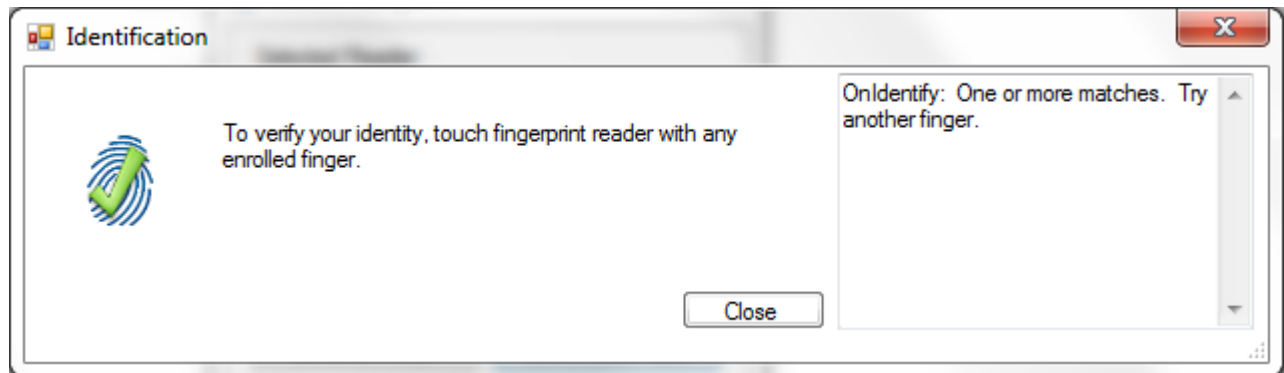 Identification
To verify your identity, touch fingerprint reader with any
enrolled finger.
Close
OnIdentify:  One or more matches.  Try
another finger.